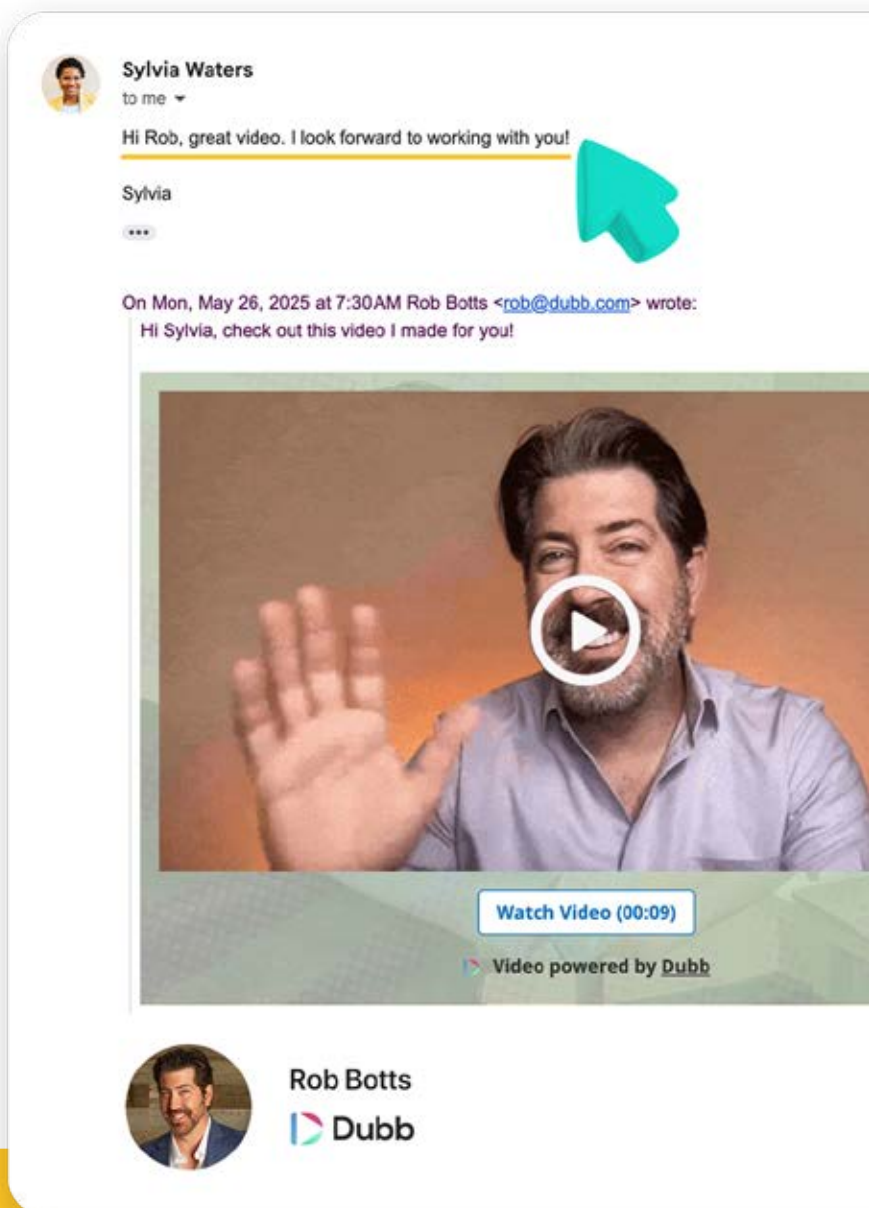 Sylvia Waters
to me
Hi Rob, great video. I look forward to working with you!
Sylvia
•••
On Mon, May 26, 2025 at 7:30AM Rob Botts <rob@dubb.com> wrote:
Hi Sylvia, check out this video I made for you!
Watch Video (00:09)
Video powered by Dubb
Rob Botts
Dubb